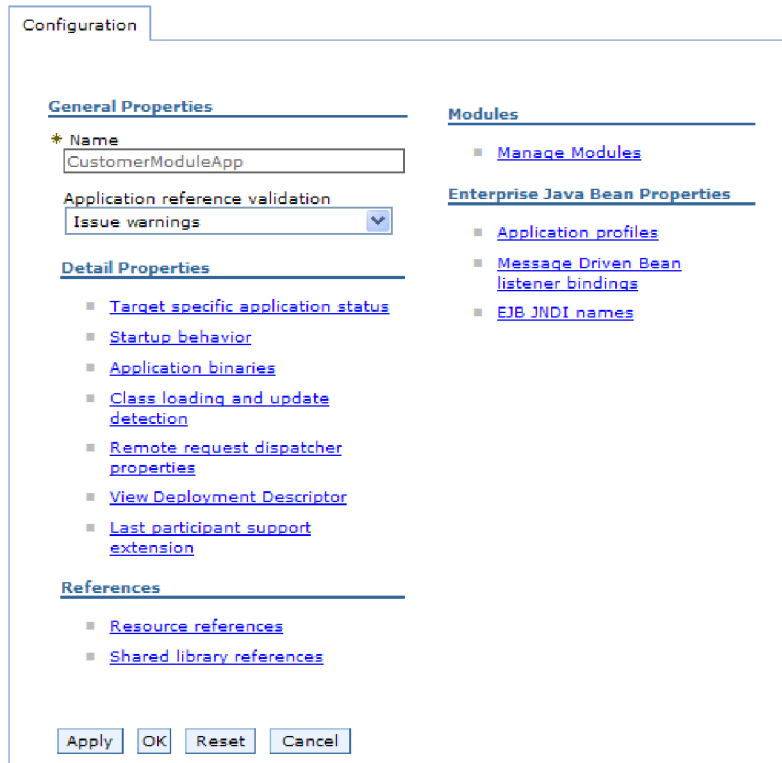 Configuration
General Properties
* Name
CustomerModuleApp
Application reference validation
Issue warnings
Detail Properties
Target specific application status
Startup behavior
Application binaries
Class loading and update
detection
Remote request dispatcher
properties
View Deployment Descriptor
Last participant support
extension
References
Resource references
Shared library references
Modules
Manage Modules
Enterprise Java Bean Properties
Application profiles
Message Driven Bean
listener bindings
EJB JNDI names
Apply OK Reset Cancel